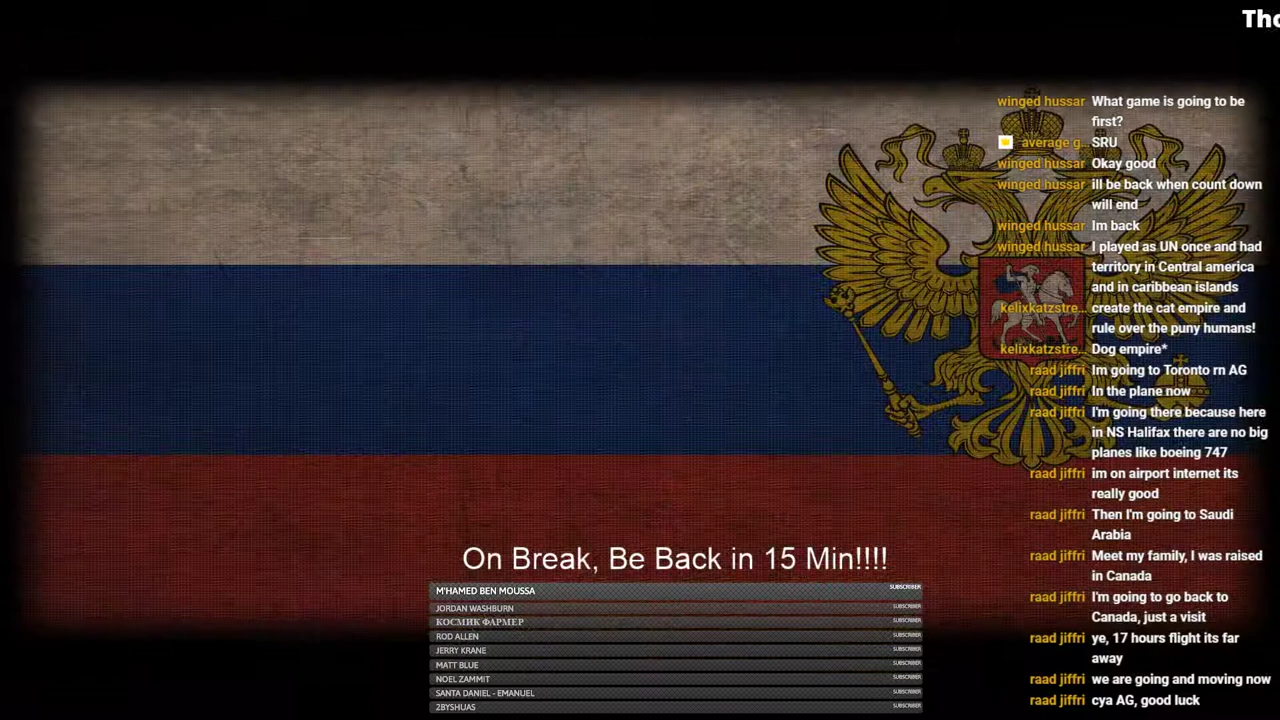 Tho
winged hussar What game is going to be
first?
average g... SRU
winged hussar Okay good
winged hussar ill be back when count down
will end
winged hussar Im back
winged hussar I played as UN once and had
territory in Central america
and in caribbean islands
kelixkatzstre... create the cat empire and
rule over the puny humans!
kelixkatzstre... Dog empire*
raad jiffri Im going to Toronto rn AG
raad jiffri In the plane now
raad jiffri I'm going there because here
in NS Halifax there are no big
planes like boeing 747
raad jiffri im on airport internet its
really good
raad jiffri Then I'm going to Saudi
Arabia
raad jiffri Meet my family, I was raised
in Canada
raad jiffri I'm going to go back to
Canada, just a visit
raad jiffri ye, 17 hours flight its far
away
raad jiffri we are going and moving now
raad jiffri cya AG, good luck
On Break, Be Back in 15 Min!!!!
M'HAMED BEN MOUSSA SUBSCRIBER
JORDAN WASHBURN SUBSCRIBER
КОСМИК ФАРМЕР SUBSCRIBER
ROD ALLEN SUBSCRIBER
JERRY KRANE SUBSCRIBER
MATT BLUE SUBSCRIBER
NOEL ZAMMIT SUBSCRIBER
SANTA DANIEL - EMANUEL SUBSCRIBER
2BYSHUAS SUBSCRIBER